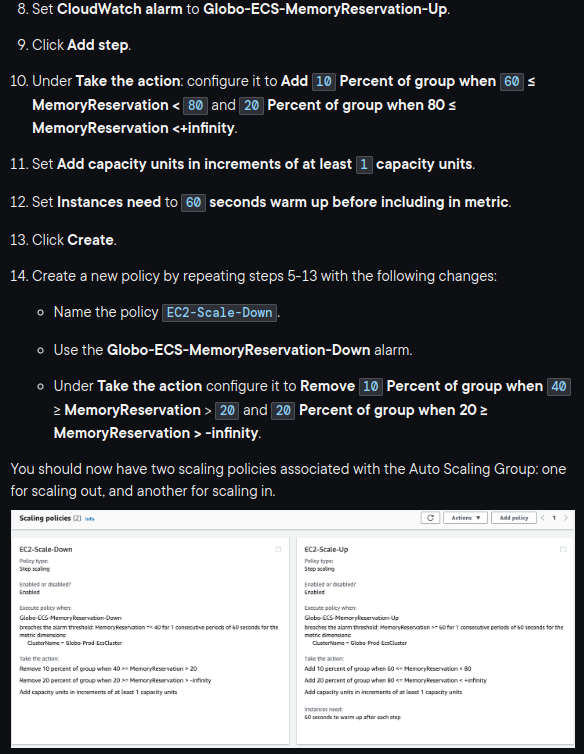 8. Set CloudWatch alarm to Globo-ECS-MemoryReservation-Up.
9. Click Add step.
10. Under Take the action: configure it to Add 10 Percent of group when 60 ≤
MemoryReservation < 80 and 20 Percent of group when 80 ≤
MemoryReservation <+infinity.
11. Set Add capacity units in increments of at least 1 capacity units.
12. Set Instances need to 60 seconds warm up before including in metric.
13. Click Create.
14. Create a new policy by repeating steps 5-13 with the following changes:
Name the policy EC2-Scale-Down.
Use the Globo-ECS-MemoryReservation-Down alarm.
Under Take the action configure it to Remove 10 Percent of group when 40
≥ MemoryReservation > 20 and 20 Percent of group when 20 ≥
MemoryReservation > -infinity.
You should now have two scaling policies associated with the Auto Scaling Group: one
for scaling out, and another for scaling in.
Scaling policies (2) Info Actions Add policy 1
EC2-Scale-Down
Policy type:
Step scaling
Enabled or disabled?
Enabled
Execute policy when:
Globo-ECS-MemoryReservation-Down
breaches the alarm threshold: MemoryReservation <= 40 for 1 consecutive periods of 60 seconds for the
metric dimensions:
ClusterName = Globo-Prod-EcsCluster
Take the action:
Remove 10 percent of group when 40 >= MemoryReservation > 20
Remove 20 percent of group when 20 >= MemoryReservation > -infinity
Add capacity units in increments of at least 1 capacity units
EC2-Scale-Up
Policy type:
Step scaling
Enabled or disabled?
Enabled
Execute policy when:
Globo-ECS-MemoryReservation-Up
breaches the alarm threshold: MemoryReservation >= 60 for 1 consecutive periods of 60 seconds for the
metric dimensions:
ClusterName = Globo-Prod-EcsCluster
Take the action:
Add 10 percent of group when 60 <= MemoryReservation < 80
Add 20 percent of group when 80 <= MemoryReservation < +infinity
Add capacity units in increments of at least 1 capacity units
Instances need:
60 seconds to warm up after each step